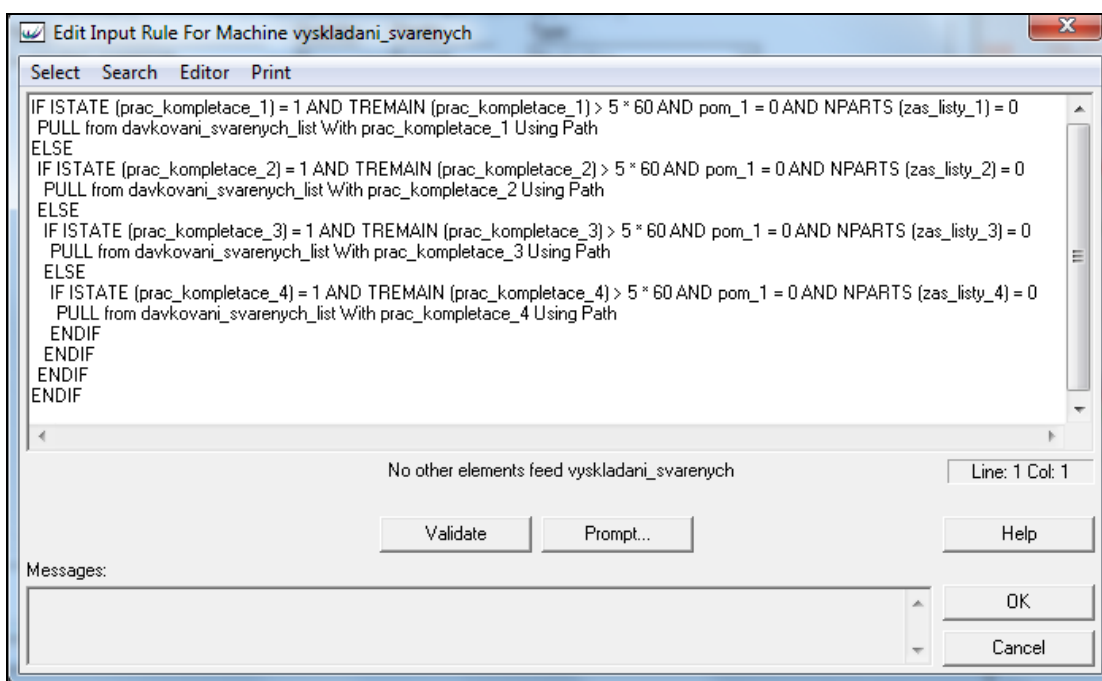 Edit Input Rule For Machine vyskladani_svarenych
Select Search Editor Print
IF ISTATE (prac_kompletace_1) = 1 AND TREMAIN (prac_kompletace_1) > 5 * 60 AND pom_1 = 0 AND NPARTS (zas_listy_1) = 0
PULL from davkovani_svarenych_list With prac_kompletace_1 Using Path
ELSE
IF ISTATE (prac_kompletace_2) = 1 AND TREMAIN (prac_kompletace_2) > 5 * 60 AND pom_1 = 0 AND NPARTS (zas_listy_2) = 0
PULL from davkovani_svarenych_list With prac_kompletace_2 Using Path
ELSE
IF ISTATE (prac_kompletace_3) = 1 AND TREMAIN (prac_kompletace_3) > 5 * 60 AND pom_1 = 0 AND NPARTS (zas_listy_3) = 0
PULL from davkovani_svarenych_list With prac_kompletace_3 Using Path
ELSE
IF ISTATE (prac_kompletace_4) = 1 AND TREMAIN (prac_kompletace_4) > 5 * 60 AND pom_1 = 0 AND NPARTS (zas_listy_4) = 0
PULL from davkovani_svarenych_list With prac_kompletace_4 Using Path
ENDIF
ENDIF
ENDIF
ENDIF
No other elements feed vyskladani_svarenych
Line: 1 Col: 1
Validate
Prompt...
Help
Messages:
OK
Cancel